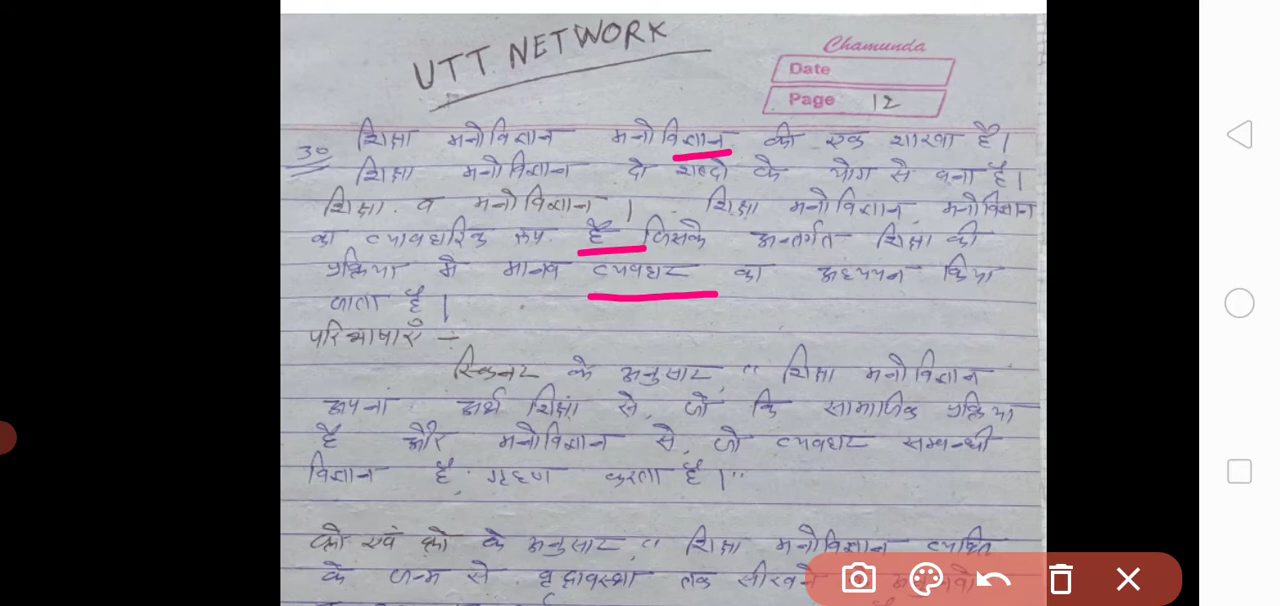 UTT NETWORK
Chamunda
Date
Page 12
उ० शिक्षा मनोविज्ञान मनोविज्ञान की एक शाखा है।
शिक्षा मनोविज्ञान दो शब्दो के योग से बना है।
शिक्षा व मनोविज्ञान । शिक्षा मनोविज्ञान, मनोविज्ञान
का व्यावहारिक रूप है जिसके अन्तर्गत शिक्षा की
प्रक्रिया मे मानव व्यवहार का अध्ययन किया
जाता है।
परिभाषाएँ –
स्किनर के अनुसार, "शिक्षा मनोविज्ञान
अपना अर्थ शिक्षा से, जो कि सामाजिक प्रक्रिया
है और मनोविज्ञान से, जो व्यवहार सम्बन्धी
विज्ञान है, ग्रहण करता है।"
क्रो एवं क्रो के अनुसार, "शिक्षा मनोविज्ञान व्यक्ति
के जन्म से वृद्धावस्था तक सीखने